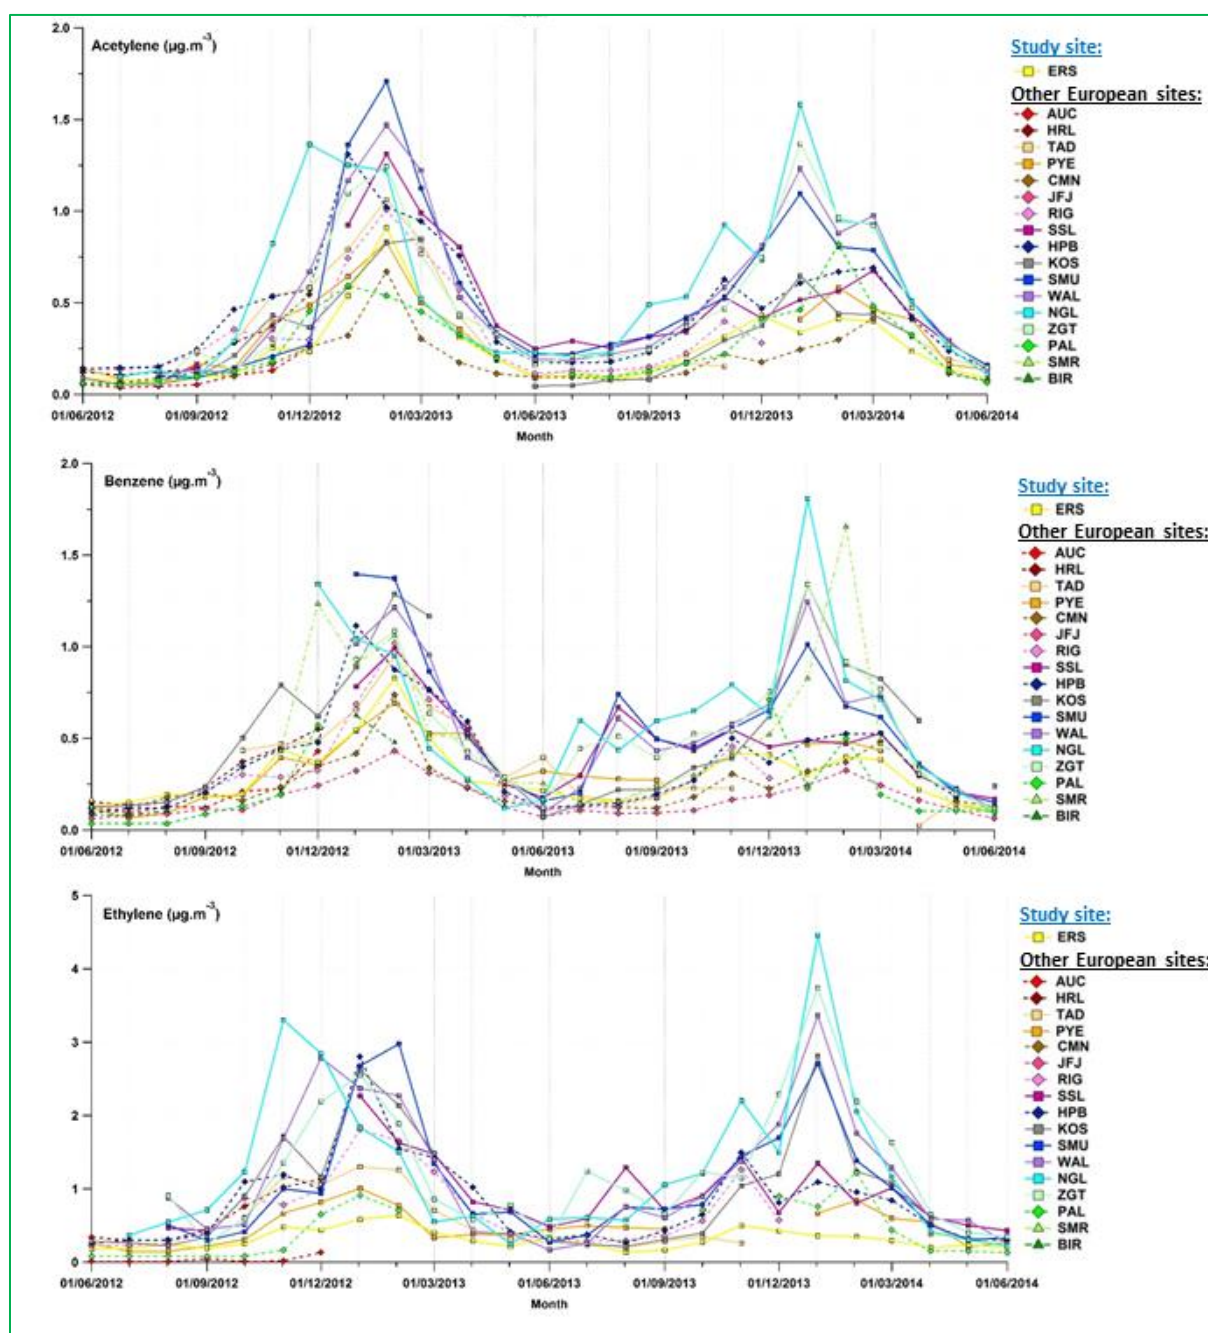 Acetylene (µg.m-3)
2.0
1.5
1.0
0.5
0.0
01/06/2012 01/09/2012 01/12/2012 01/03/2013 01/06/2013 01/09/2013 01/12/2013 01/03/2014 01/06/2014
Month
Study site:
ERS
Other European sites:
AUC
HRL
TAD
PYE
CMN
JFJ
RIG
SSL
HPB
KOS
SMU
WAL
NGL
ZGT
PAL
SMR
BIR
Benzene (µg.m-3)
2.0
1.5
1.0
0.5
0.0
01/06/2012 01/09/2012 01/12/2012 01/03/2013 01/06/2013 01/09/2013 01/12/2013 01/03/2014 01/06/2014
Month
Study site:
ERS
Other European sites:
AUC
HRL
TAD
PYE
CMN
JFJ
RIG
SSL
HPB
KOS
SMU
WAL
NGL
ZGT
PAL
SMR
BIR
Ethylene (µg.m-3)
5
4
3
2
1
0
01/06/2012 01/09/2012 01/12/2012 01/03/2013 01/06/2013 01/09/2013 01/12/2013 01/03/2014 01/06/2014
Month
Study site:
ERS
Other European sites:
AUC
HRL
TAD
PYE
CMN
JFJ
RIG
SSL
HPB
KOS
SMU
WAL
NGL
ZGT
PAL
SMR
BIR